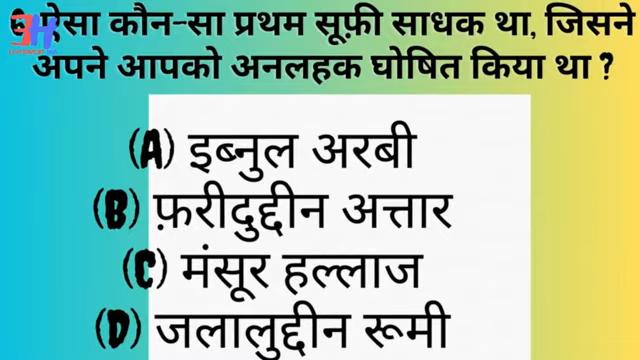 Q ऐसा कौन-सा प्रथम सूफ़ी साधक था, जिसने
अपने आपको अनलहक घोषित किया था ?
(A) इब्नुल अरबी
(B) फ़रीदुद्दीन अत्तार
(C) मंसूर हल्लाज
(D) जलालुद्दीन रूमी